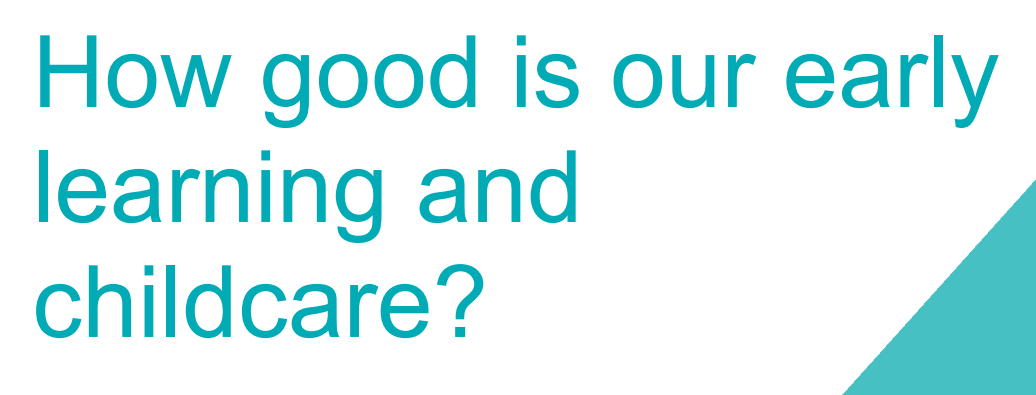 How good is our early
learning and
childcare?